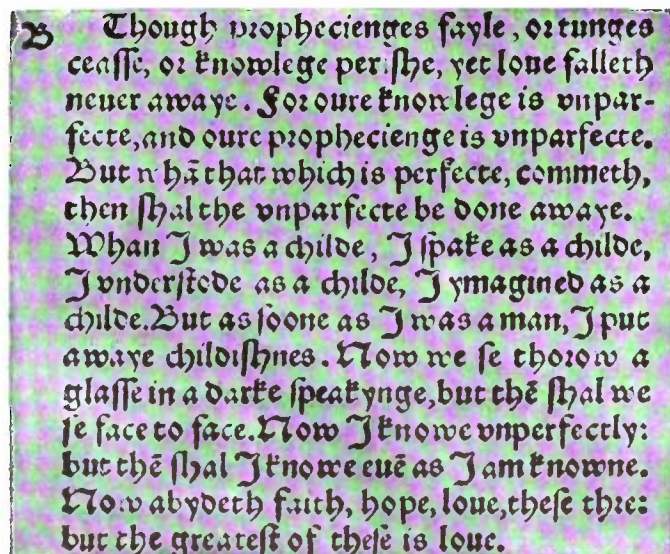 B Though prophecienges fayle, or tunges
ceasse, or knowlege perishe, yet loue falleth
neuer awaye. For oure knowlege is vnpar-
fecte, and oure prophecienge is vnparfecte.
But whā that which is perfecte, commeth,
then shal the vnparfecte be done awaye.
Whan I was a childe, I spake as a childe,
I vnderstode as a childe, I ymagined as a
childe. But as soone as I was a man, I put
awaye childishnes. Now we se thorow a
glasse in a darke speakynge, but thē shal we
se face to face. Now I knowe vnperfectly:
but thē shal I knowe euē as I am knowne.
Now abydeth faith, hope, loue, these thre:
but the greatest of these is loue.